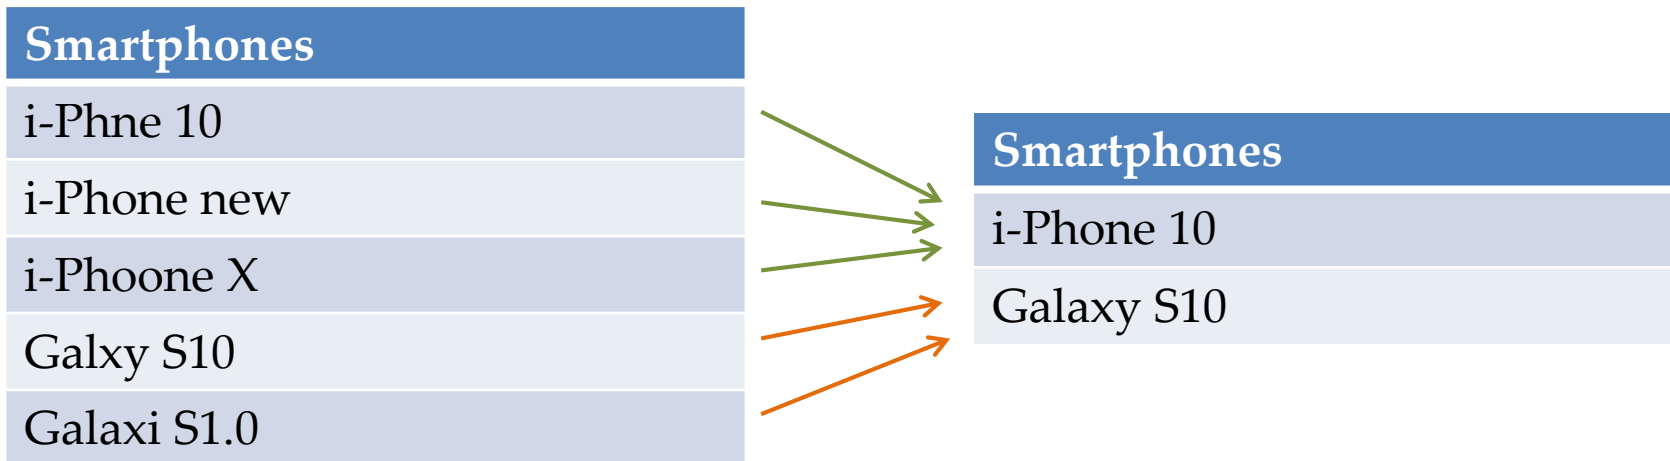 Smartphones
i-Phne 10
i-Phone new
i-Phoone X
Galxy S10
Galaxi S1.0
Smartphones
i-Phone 10
Galaxy S10